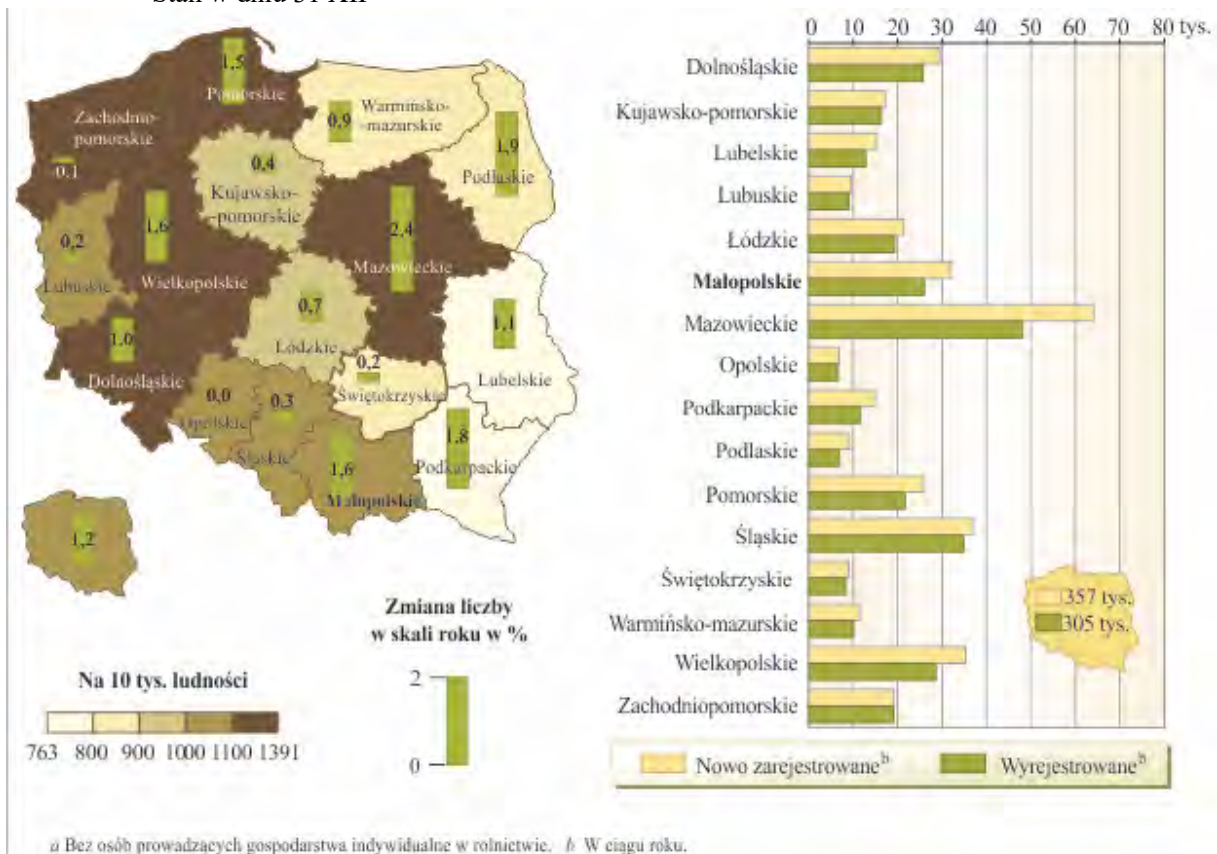 Stan w dniu 31 XII
1,5
Pomorskie
Zachodnio-
pomorskie
-0,1
0,9
Warmińsko-
-mazurskie
1,9
Podlaskie
0,4
Kujawsko-
-pomorskie
0,2
Lubuskie
1,6
Wielkopolskie
2,4
Mazowieckie
0,7
Łódzkie
1,1
Lubelskie
1,0
Dolnośląskie
0,2
Świętokrzyskie
0,0
Opolskie
0,3
Śląskie
1,6
Małopolskie
1,8
Podkarpackie
1,2
Zmiana liczby
w skali roku w %
2
0
Na 10 tys. ludności
763 800 900 1000 1100 1391
0 10 20 30 40 50 60 70 80 tys.
Dolnośląskie
Kujawsko-pomorskie
Lubelskie
Lubuskie
Łódzkie
Małopolskie
Mazowieckie
Opolskie
Podkarpackie
Podlaskie
Pomorskie
Śląskie
Świętokrzyskie
Warmińsko-mazurskie
Wielkopolskie
Zachodniopomorskie
357 tys.
305 tys.
Nowo zarejestrowane b
Wyrejestrowane b
a Bez osób prowadzących gospodarstwa indywidualne w rolnictwie. b W ciągu roku.